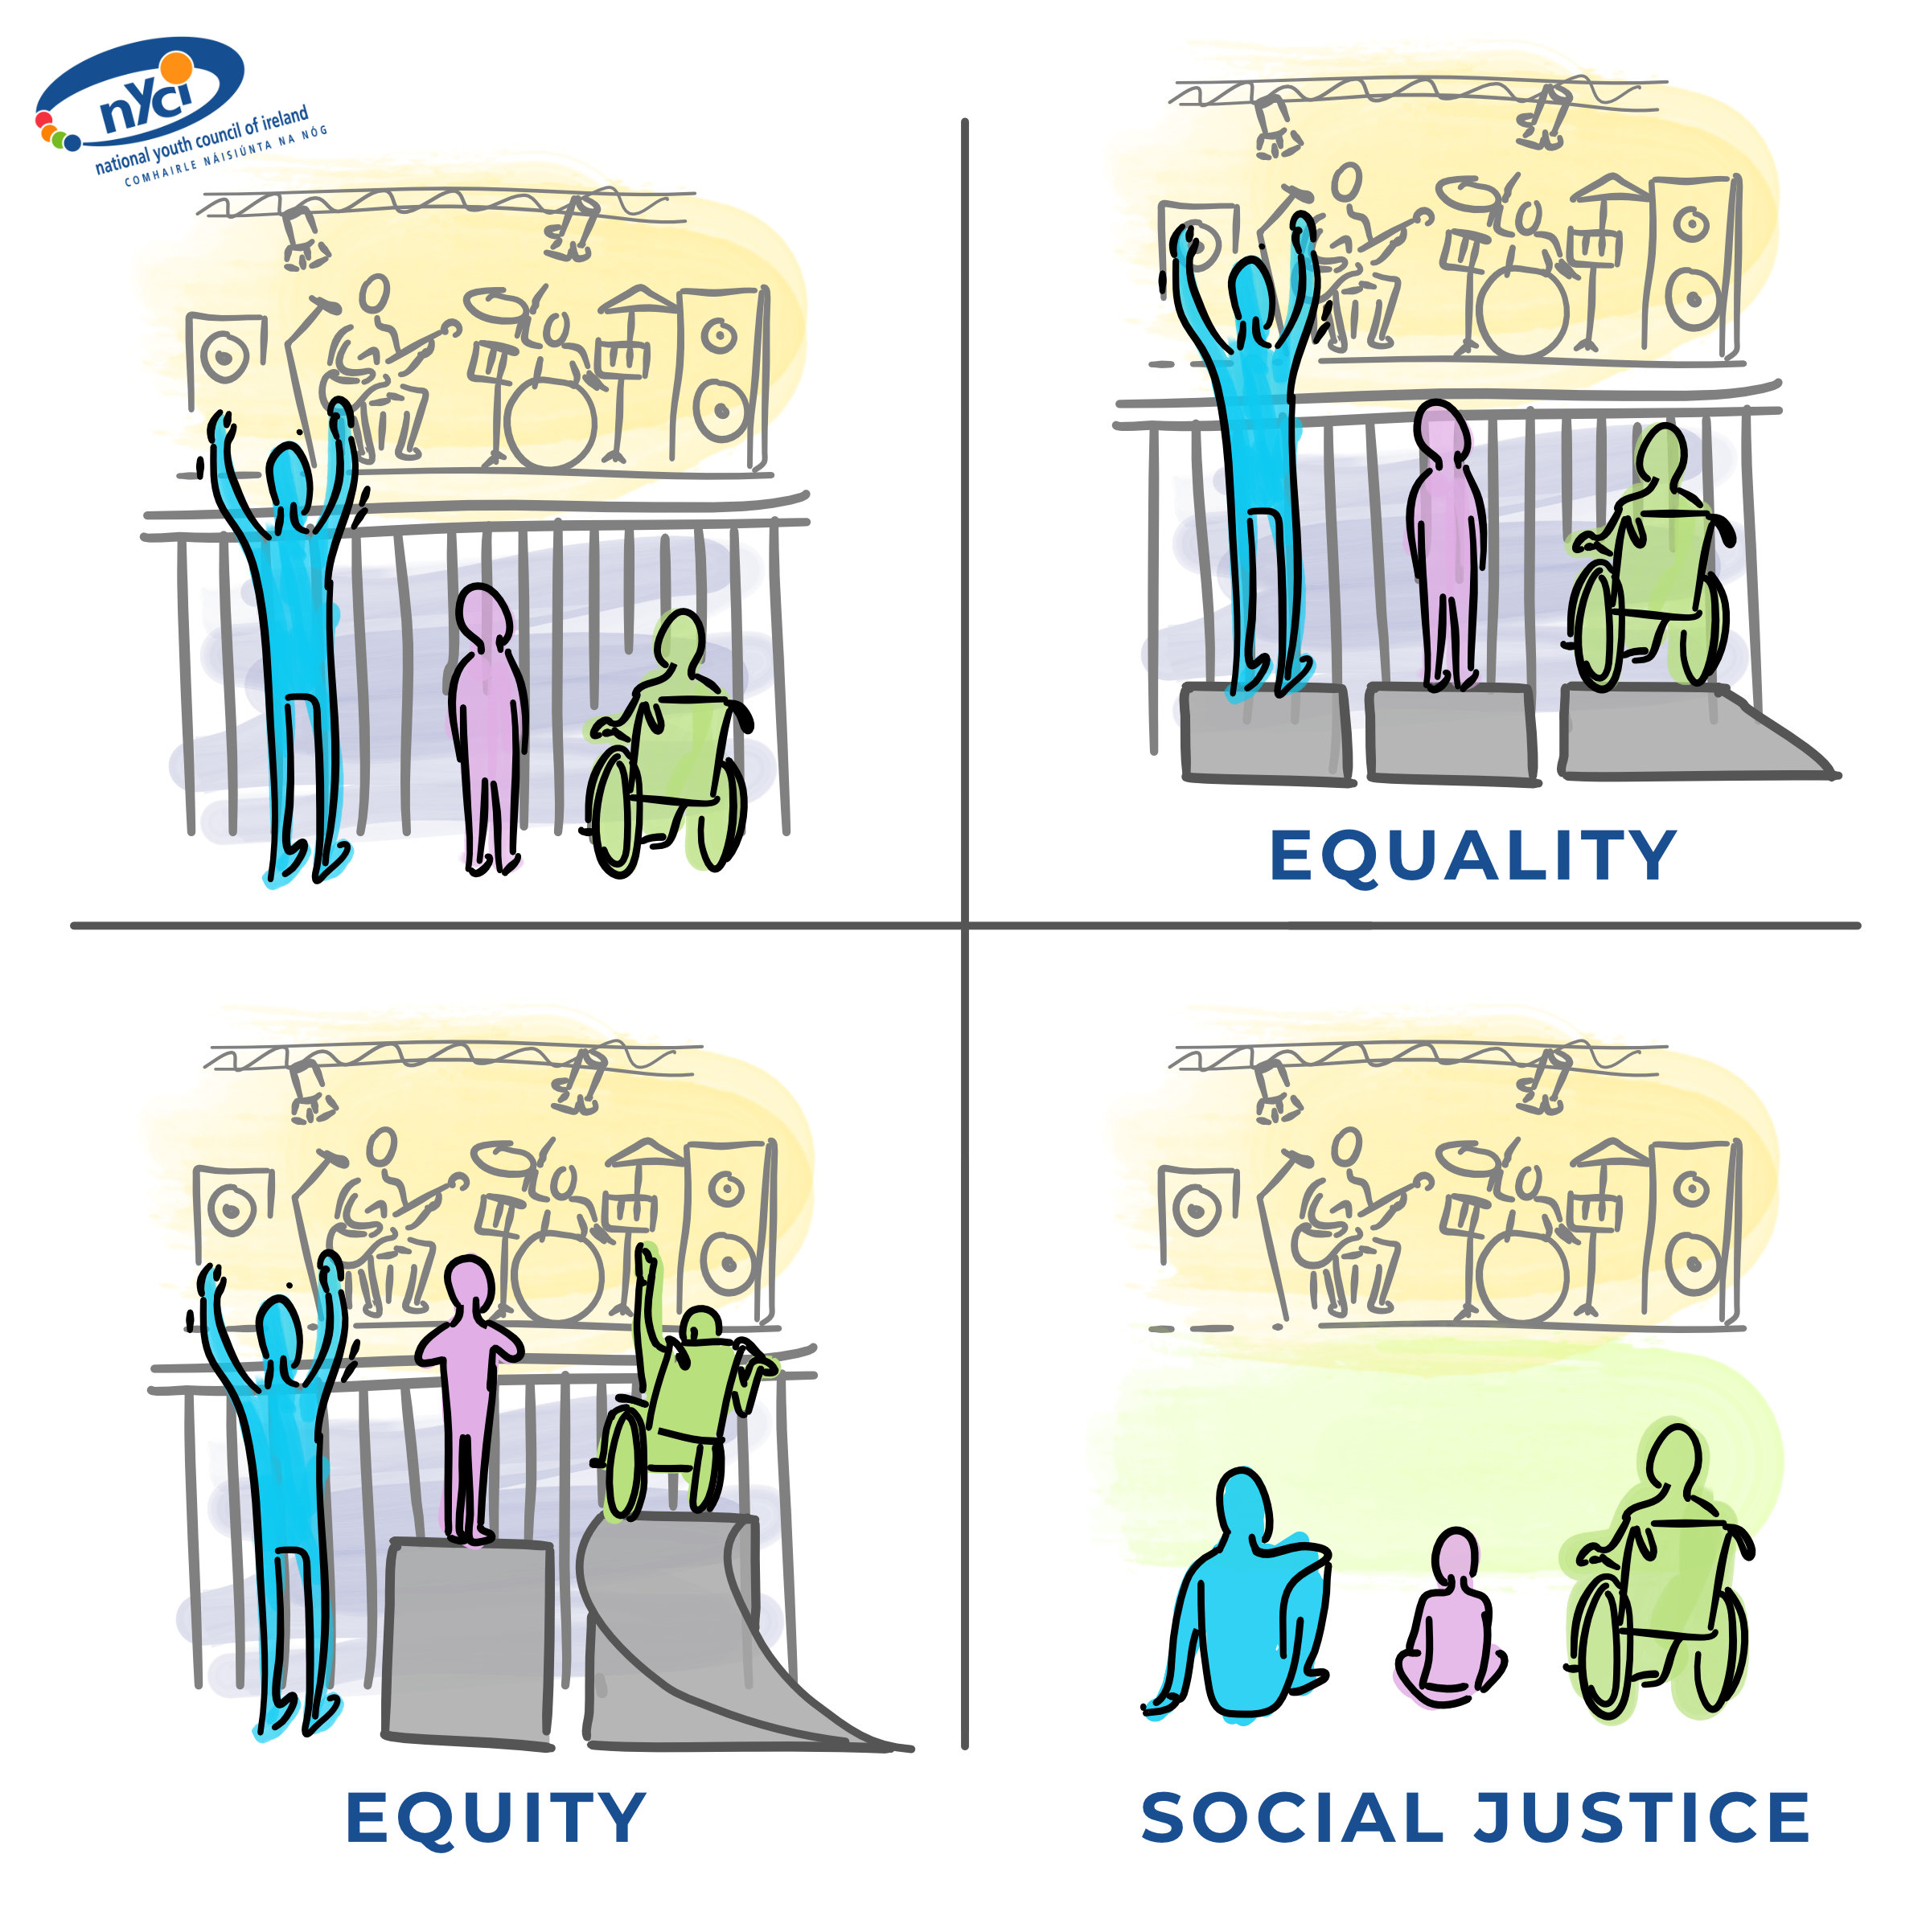 nyci
national youth council of ireland
COMHAIRLE NÁISIÚNTA NA NÓG
EQUALITY
EQUITY
SOCIAL JUSTICE